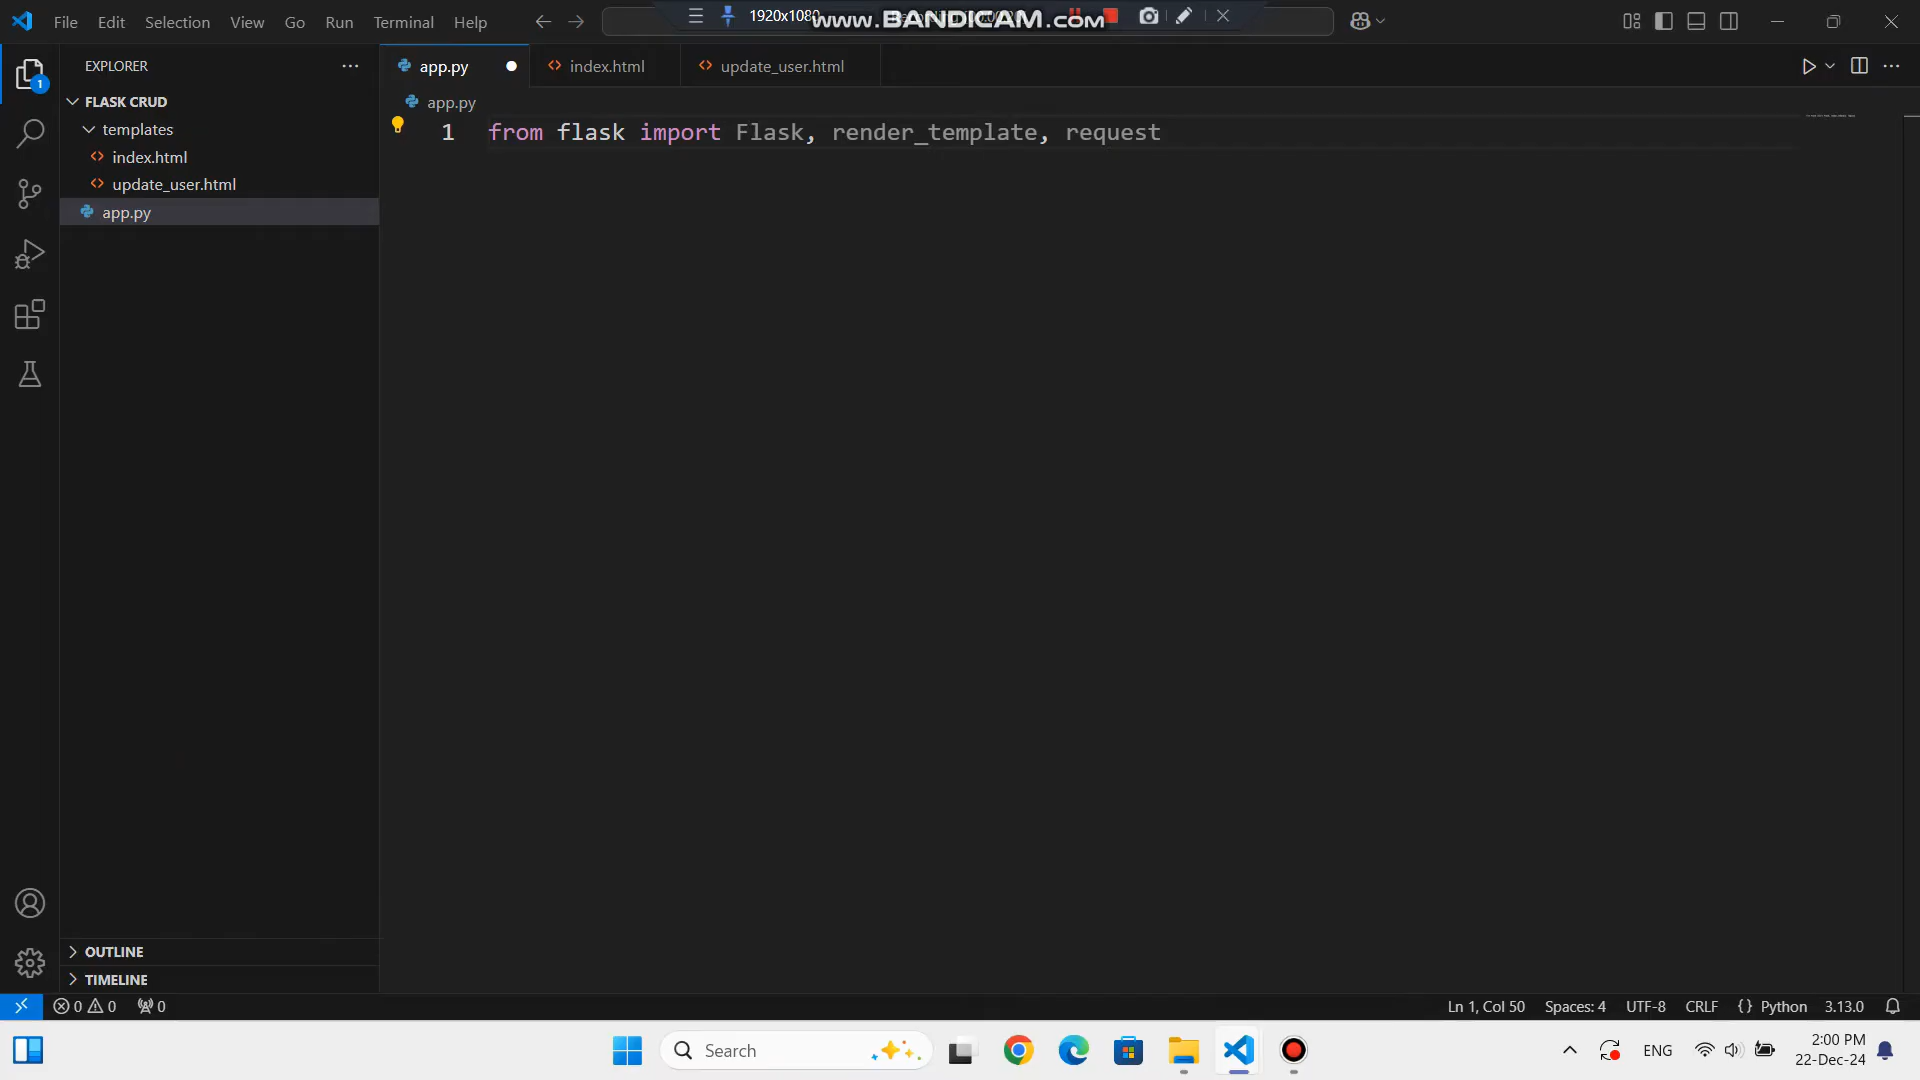 File Edit Selection View Go Run Terminal Help
1920x1080
www.BANDICAM.com
EXPLORER
app.py
index.html
update_user.html
FLASK CRUD
app.py
templates
1 from flask import Flask, render_template, request
index.html
update_user.html
app.py
1
OUTLINE
TIMELINE
0 0 0
Ln 1, Col 50 Spaces: 4 UTF-8 CRLF {} Python 3.13.0
Search
ENG
2:00 PM
22-Dec-24